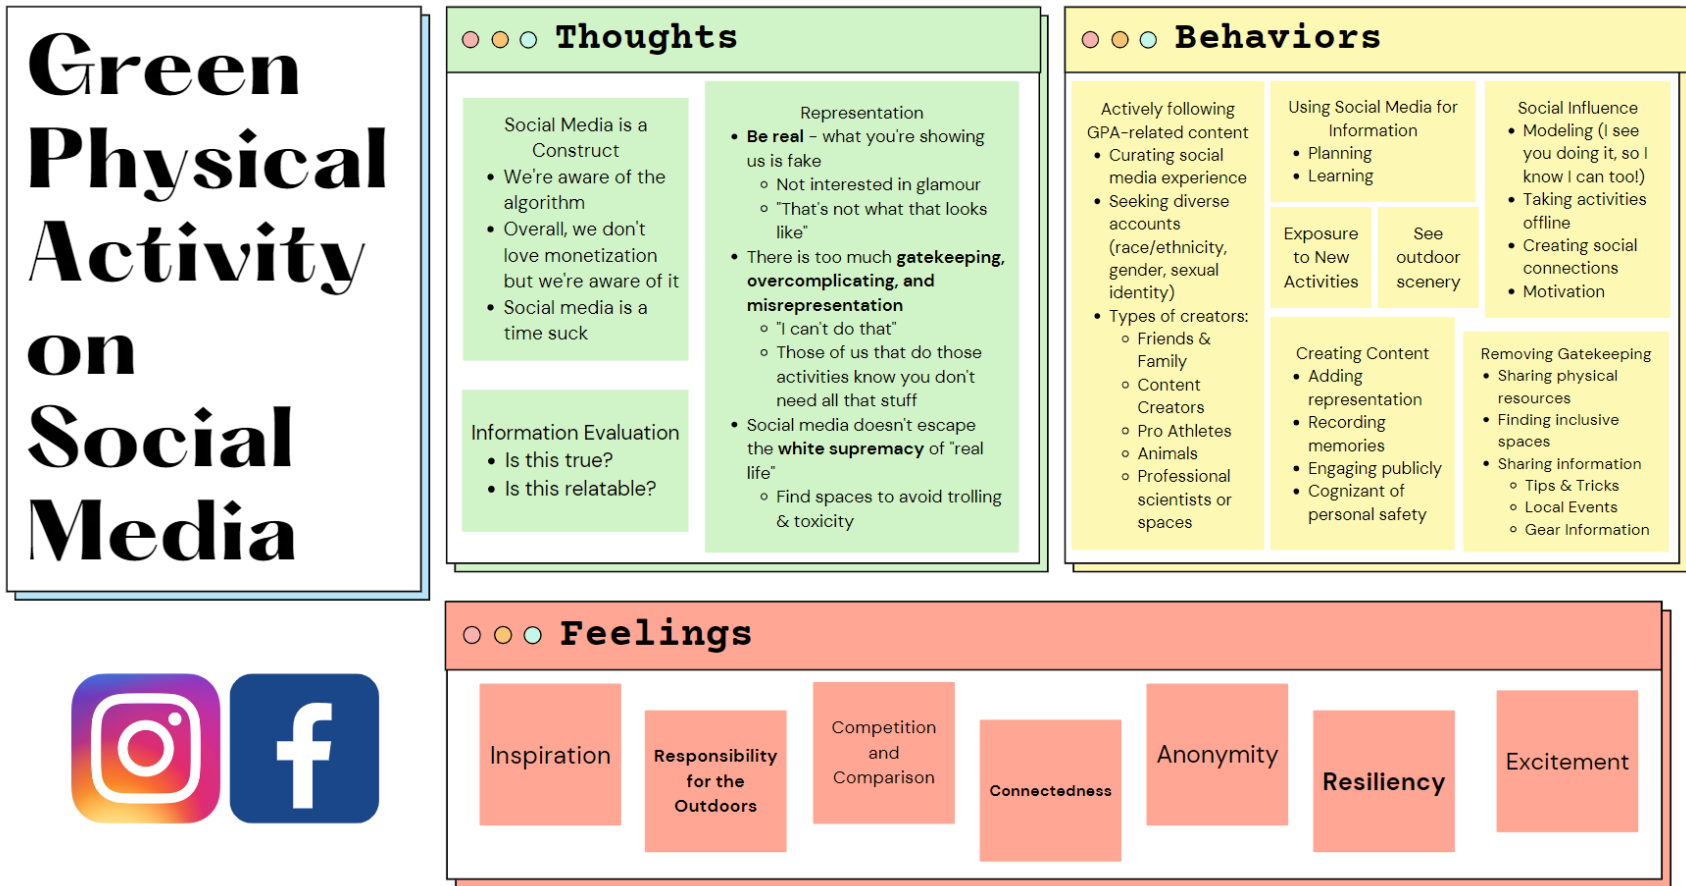 Green
Physical
Activity
on
Social
Media
Thoughts
Social Media is a
Construct
• We're aware of the
algorithm
• Overall, we don't
love monetization
but we're aware of it
• Social media is a
time suck
Information Evaluation
• Is this true?
• Is this relatable?
Representation
• Be real - what you're showing
us is fake
◦ Not interested in glamour
◦ "That's not what that looks
like"
• There is too much gatekeeping,
overcomplicating, and
misrepresentation
◦ "I can't do that"
◦ Those of us that do those
activities know you don't
need all that stuff
• Social media doesn't escape
the white supremacy of "real
life"
◦ Find spaces to avoid trolling
& toxicity
Behaviors
Actively following
GPA-related content
• Curating social
media experience
• Seeking diverse
accounts
(race/ethnicity,
gender, sexual
identity)
• Types of creators:
◦ Friends &
Family
◦ Content
Creators
◦ Pro Athletes
◦ Animals
◦ Professional
scientists or
spaces
Using Social Media for
Information
• Planning
• Learning
Exposure
to New
Activities
See
outdoor
scenery
Creating Content
• Adding
representation
• Recording
memories
• Engaging publicly
• Cognizant of
personal safety
Social Influence
• Modeling (I see
you doing it, so I
know I can too!)
• Taking activities
offline
• Creating social
connections
• Motivation
Removing Gatekeeping
• Sharing physical
resources
• Finding inclusive
spaces
• Sharing information
◦ Tips & Tricks
◦ Local Events
◦ Gear Information
Feelings
Inspiration
Responsibility
for the
Outdoors
Competition
and
Comparison
Connectedness
Anonymity
Resiliency
Excitement